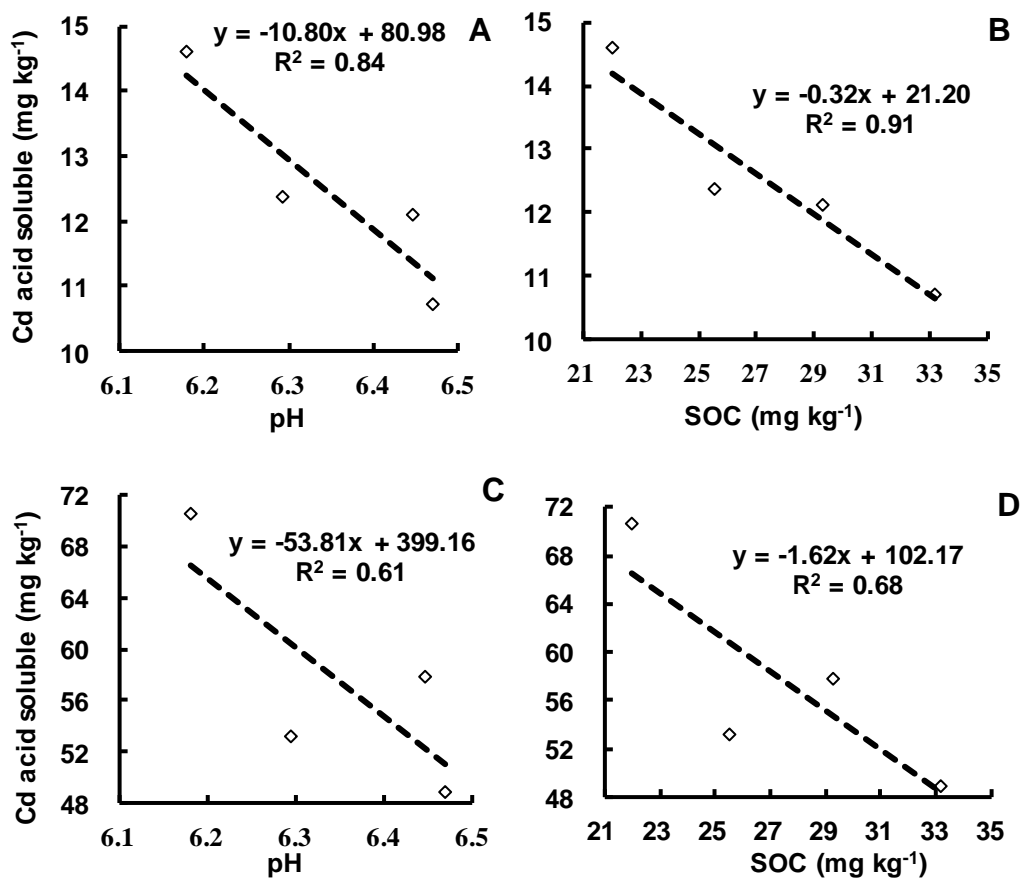 A
y = -10.80x + 80.98
R² = 0.84
Cd acid soluble (mg kg⁻¹)
15
14
13
12
11
10
6.1 6.2 6.3 6.4 6.5
pH
B
y = -0.32x + 21.20
R² = 0.91
15
14
13
12
11
10
21 23 25 27 29 31 33 35
SOC (mg kg⁻¹)
C
y = -53.81x + 399.16
R² = 0.61
Cd acid soluble (mg kg⁻¹)
72
68
64
60
56
52
48
6.1 6.2 6.3 6.4 6.5
pH
D
y = -1.62x + 102.17
R² = 0.68
72
68
64
60
56
52
48
21 23 25 27 29 31 33 35
SOC (mg kg⁻¹)